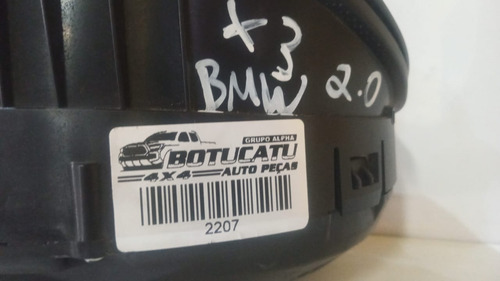 X3
BMW 2.0
GRUPO ALPHA
BOTUCATU
4X4 AUTO PEÇAS
2207